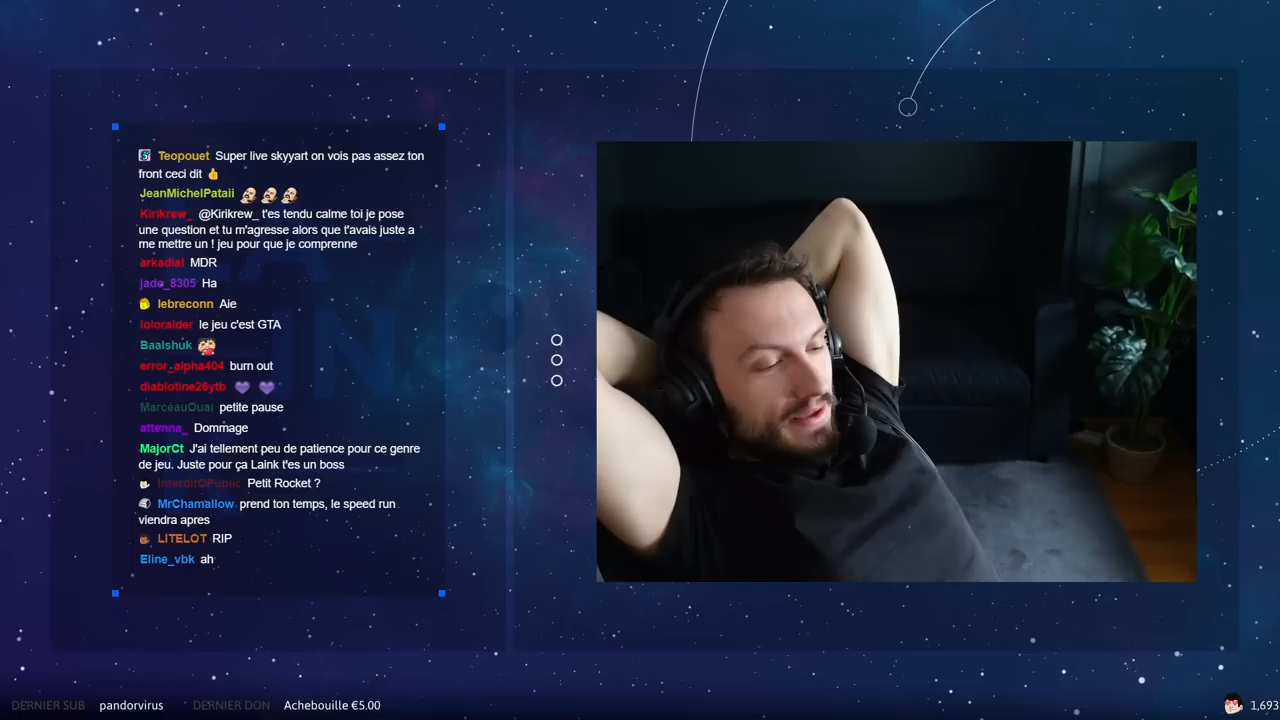 Teopouet Super live skyyart on vois pas assez ton
front ceci dit 👍
JeanMichelPataii
Kirikrew_ @Kirikrew_ t'es tendu calme toi je pose
une question et tu m'agresse alors que t'avais juste a
me mettre un ! jeu pour que je comprenne
arkadial MDR
jade_8305 Ha
lebreconn Aie
loloraider le jeu c'est GTA
Baalshuk
error_alpha404 burn out
diablotine26ytb 💜 💜
MarcéauOuai petite pause
attenna_ Dommage
MajorCt J'ai tellement peu de patience pour ce genre
de jeu. Juste pour ça Laink t'es un boss
InterditOPublic Petit Rocket ?
MrChamallow prend ton temps, le speed run
viendra apres
LITELOT RIP
Eline_vbk ah
DERNIER SUB pandorvirus DERNIER DON Achebouille €5.00
1,693